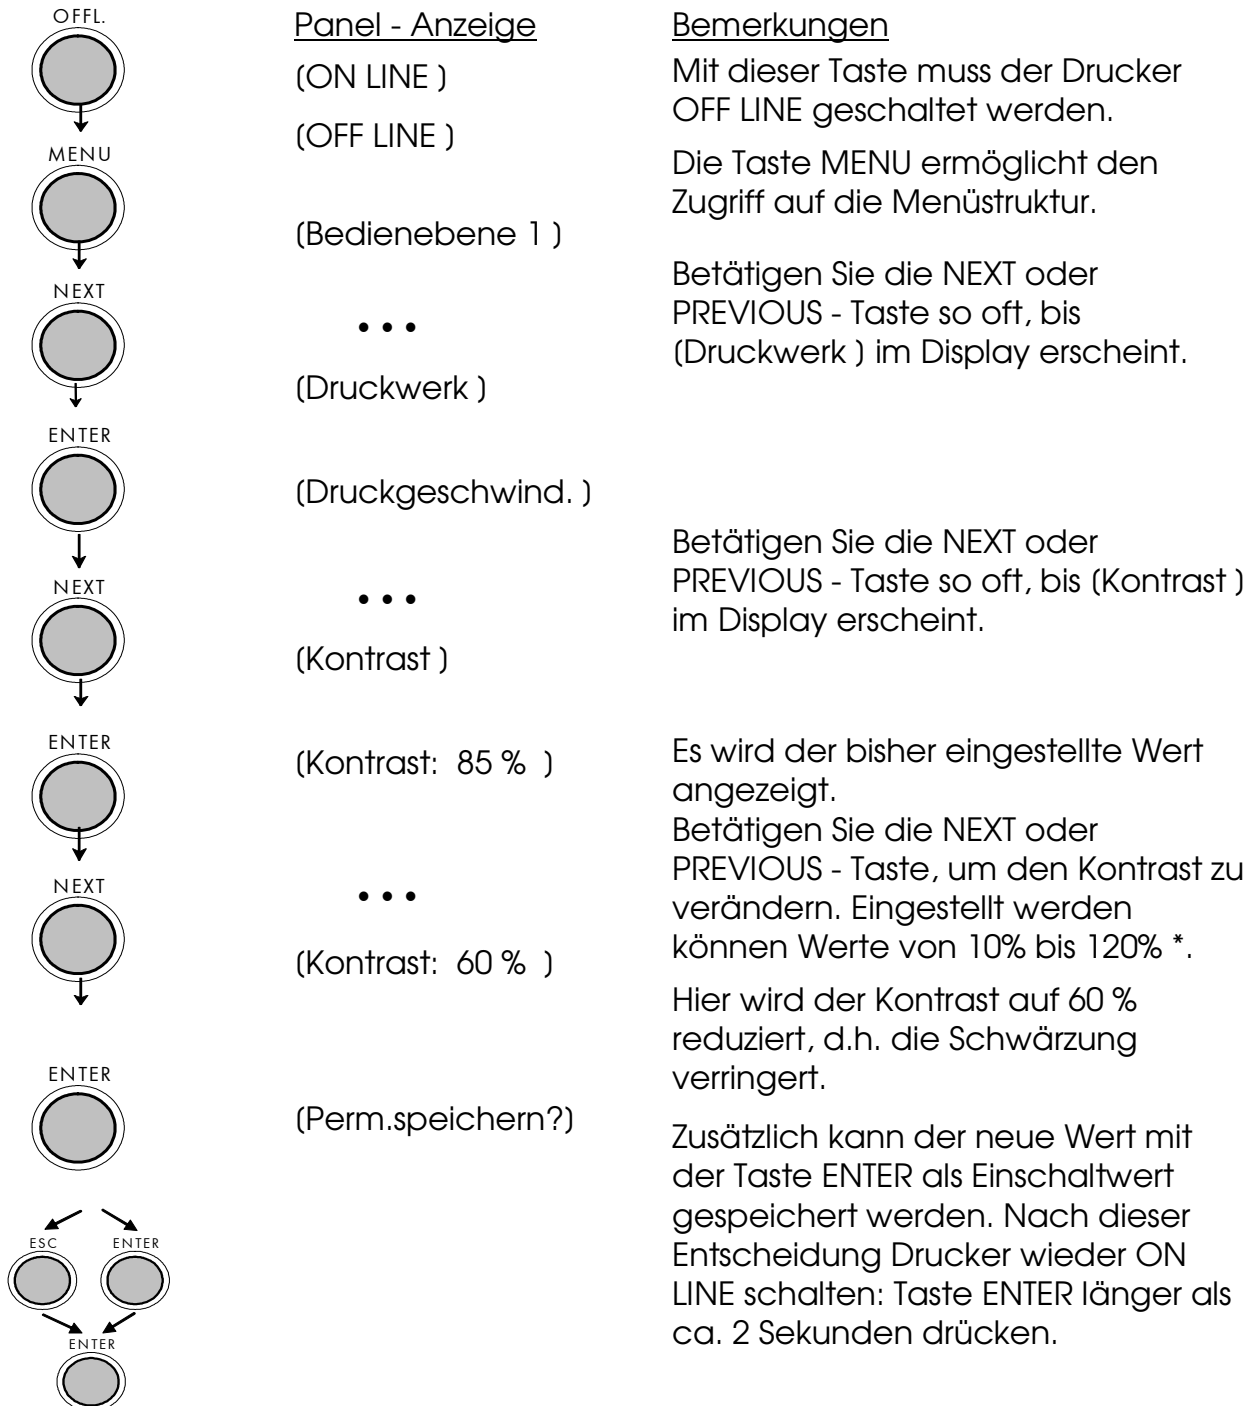 OFFL.
Panel - Anzeige
Bemerkungen
(ON LINE )
Mit dieser Taste muss der Drucker
OFF LINE geschaltet werden.
(OFF LINE )
MENU
Die Taste MENU ermöglicht den
Zugriff auf die Menüstruktur.
(Bedienebene 1 )
NEXT
Betätigen Sie die NEXT oder
PREVIOUS - Taste so oft, bis
(Druckwerk ) im Display erscheint.
• • •
(Druckwerk )
ENTER
(Druckgeschwind. )
NEXT
Betätigen Sie die NEXT oder
PREVIOUS - Taste so oft, bis (Kontrast )
im Display erscheint.
• • •
(Kontrast )
ENTER
(Kontrast: 85 % )
Es wird der bisher eingestellte Wert
angezeigt.
Betätigen Sie die NEXT oder
PREVIOUS - Taste, um den Kontrast zu
verändern. Eingestellt werden
können Werte von 10% bis 120% *.
NEXT
• • •
(Kontrast: 60 % )
Hier wird der Kontrast auf 60 %
reduziert, d.h. die Schwärzung
verringert.
ENTER
(Perm.speichern?)
Zusätzlich kann der neue Wert mit
der Taste ENTER als Einschaltwert
gespeichert werden. Nach dieser
Entscheidung Drucker wieder ON
LINE schalten: Taste ENTER länger als
ca. 2 Sekunden drücken.
ESC
ENTER
ENTER